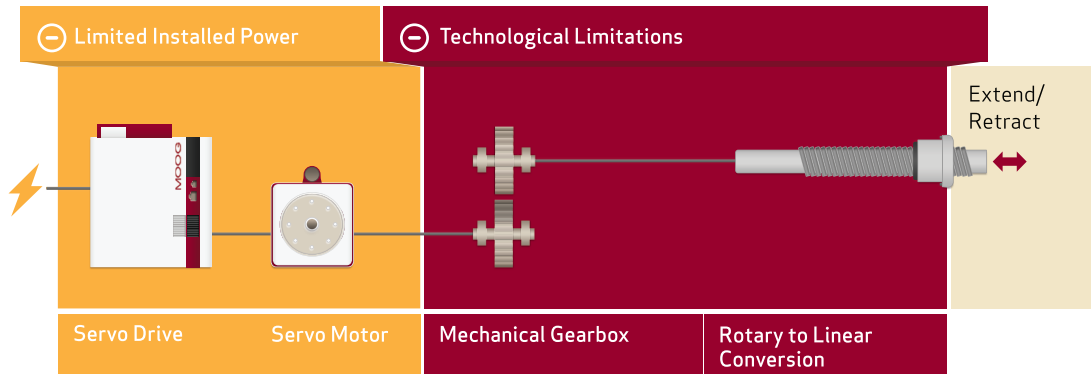 Limited Installed Power
Technological Limitations
Extend/
Retract
MOOG
Servo Drive
Servo Motor
Mechanical Gearbox
Rotary to Linear
Conversion